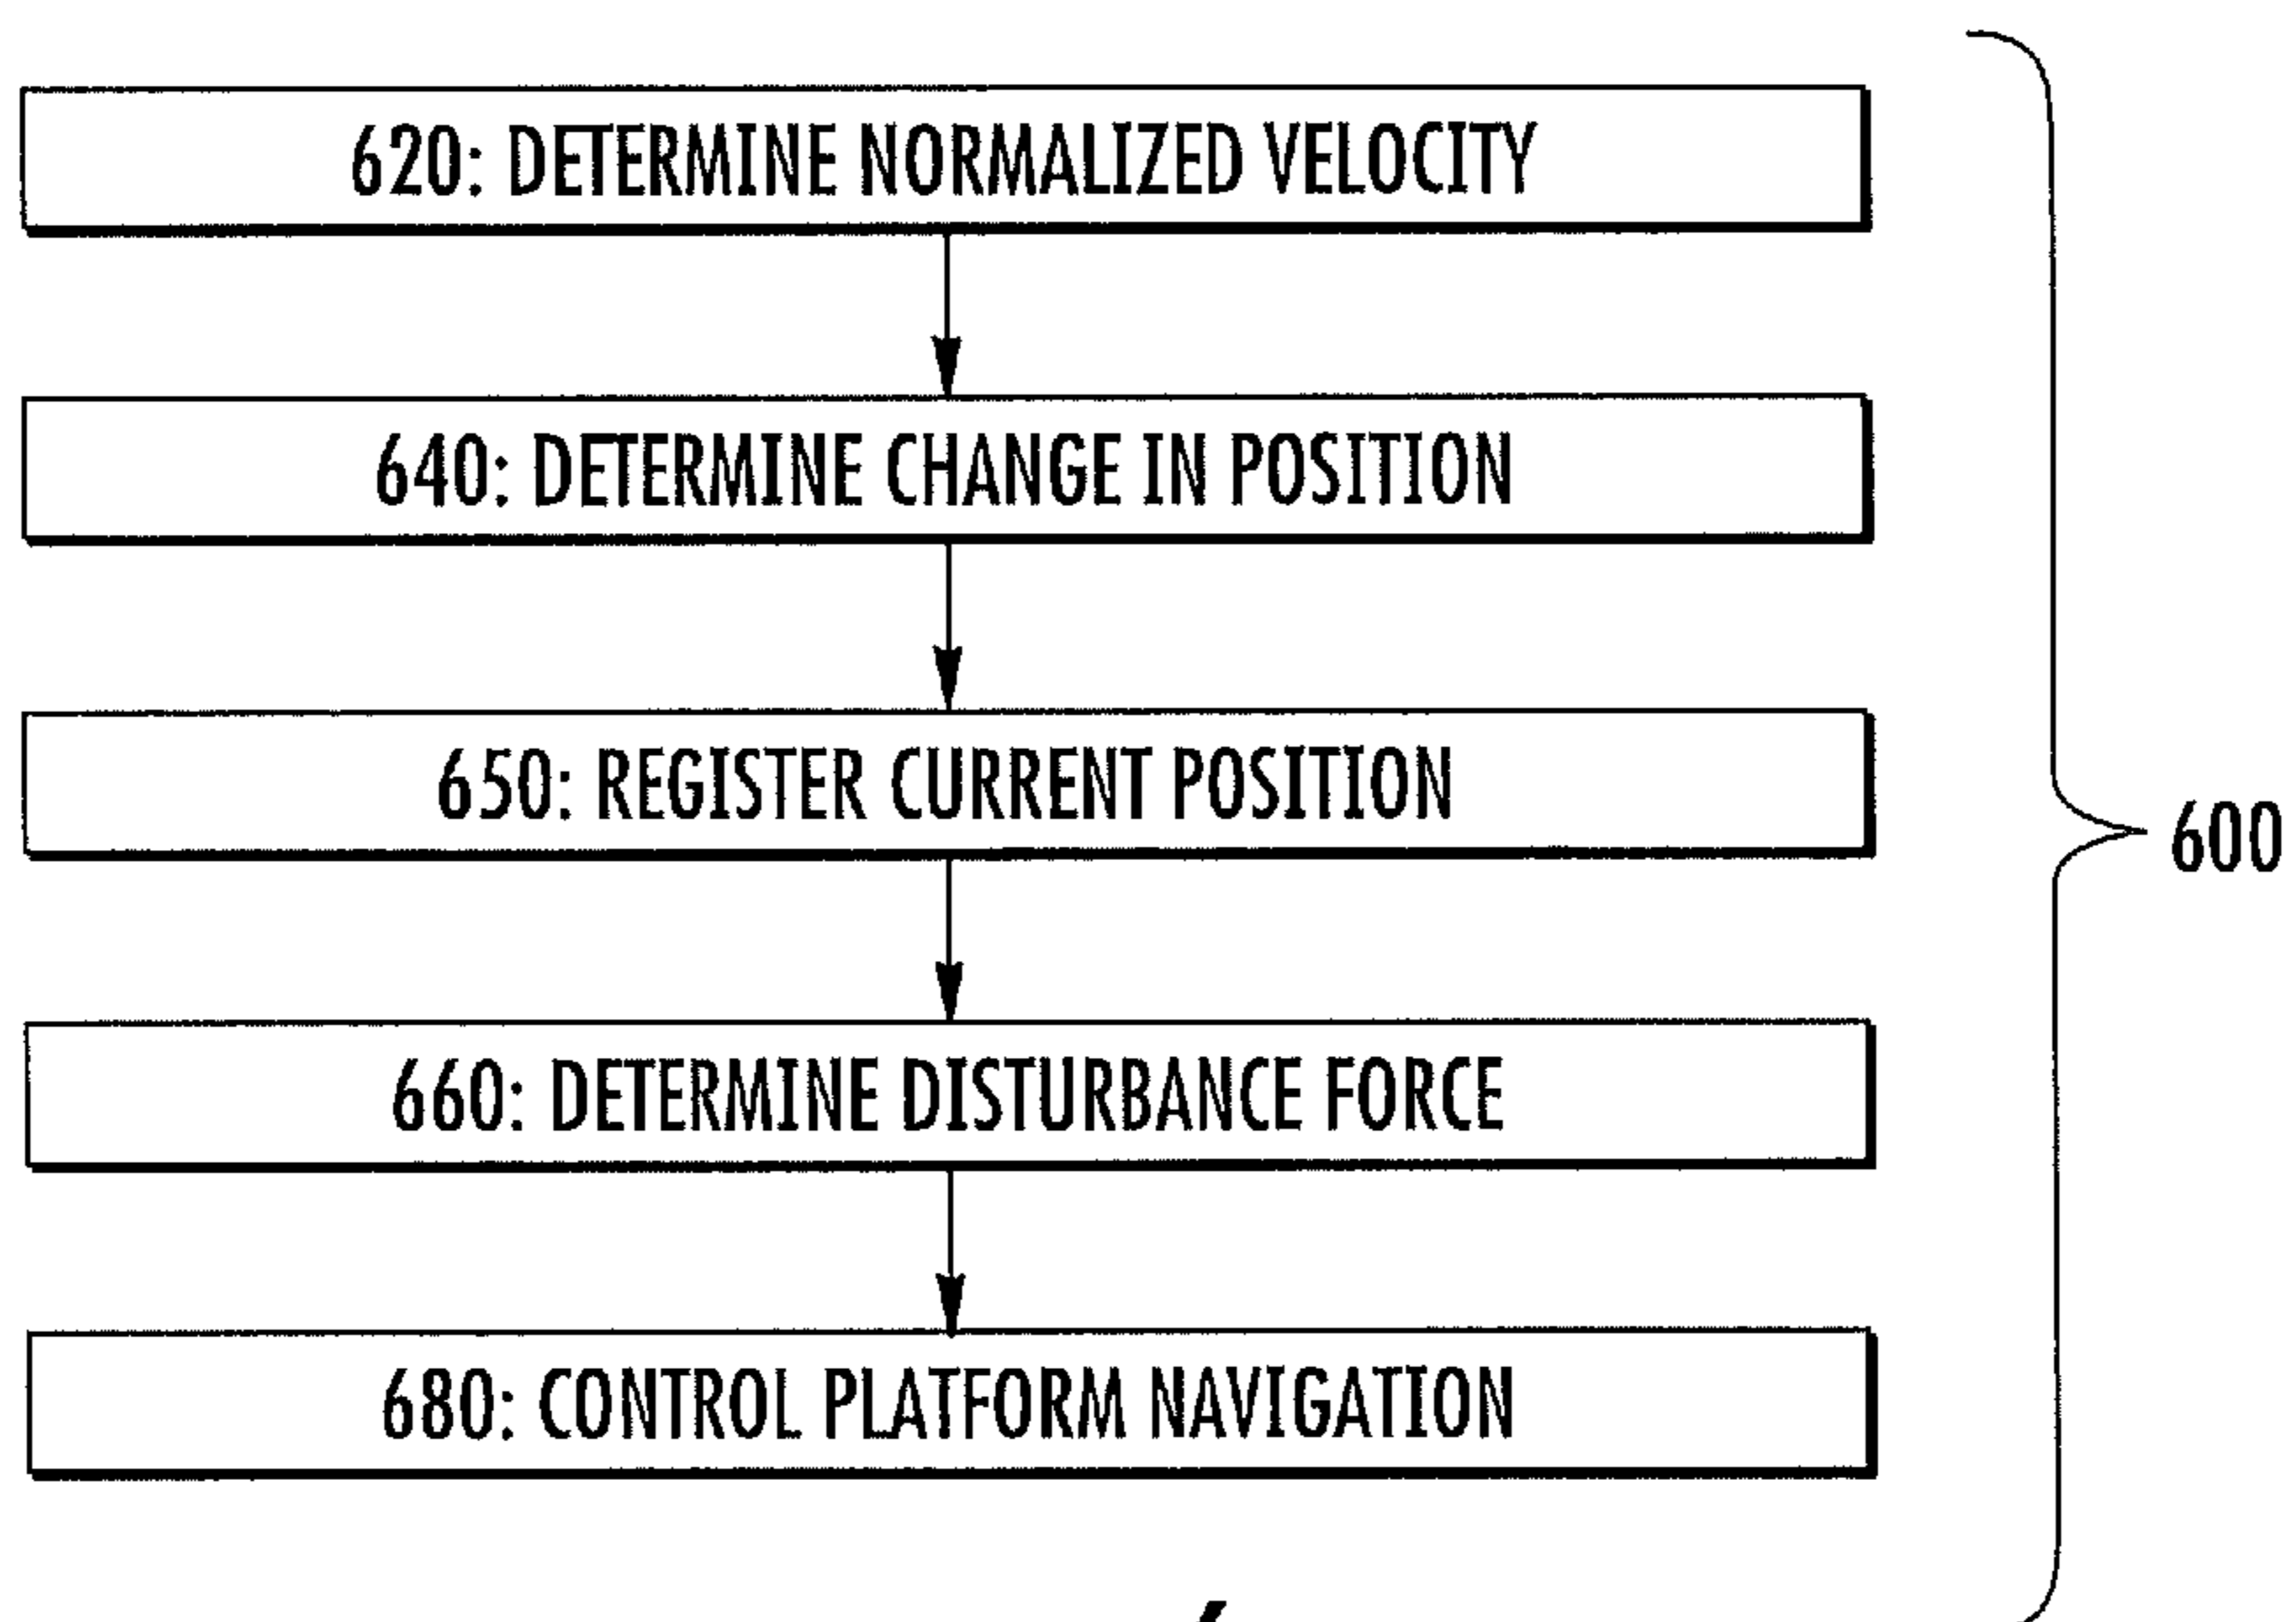 620: DETERMINE NORMALIZED VELOCITY
640: DETERMINE CHANGE IN POSITION
650: REGISTER CURRENT POSITION
600
660: DETERMINE DISTURBANCE FORCE
680: CONTROL PLATFORM NAVIGATION